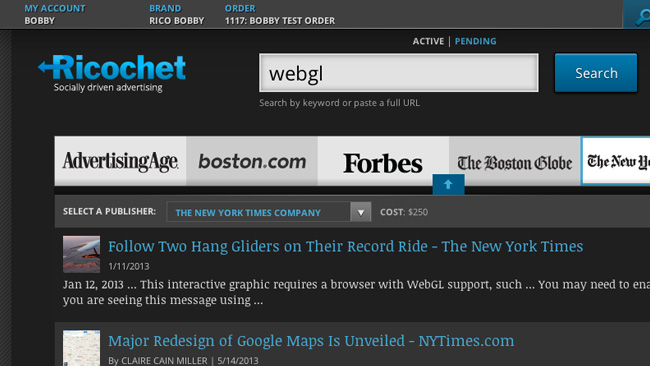 MY ACCOUNT BRAND ORDER
BOBBY RICO BOBBY 1117: BOBBY TEST ORDER
ACTIVE | PENDING
Ricochet
Socially driven advertising
webgl
Search
Search by keyword or paste a full URL
AdvertisingAge boston.com Forbes The Boston Globe The New
SELECT A PUBLISHER: THE NEW YORK TIMES COMPANY COST: $250
Follow Two Hang Gliders on Their Record Ride - The New York Times
1/11/2013
Jan 12, 2013 ... This interactive graphic requires a browser with WebGL support, such ... You may need to ena
you are seeing this message using ...
Major Redesign of Google Maps Is Unveiled - NYTimes.com
By CLAIRE CAIN MILLER | 5/14/2013